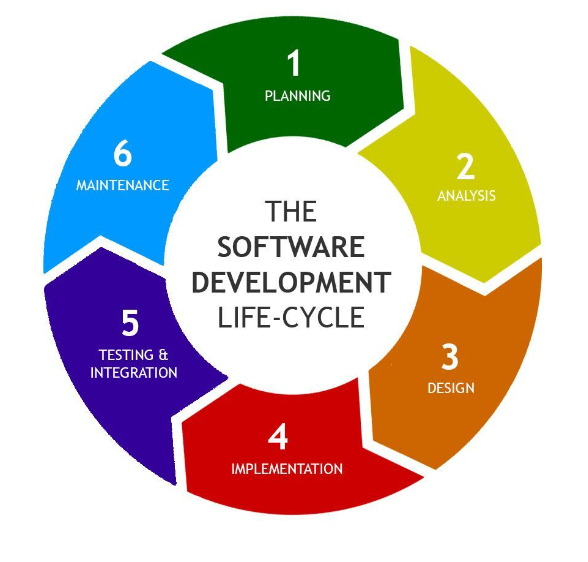 1
PLANNING
2
ANALYSIS
3
DESIGN
4
IMPLEMENTATION
5
TESTING &
INTEGRATION
6
MAINTENANCE
THE
SOFTWARE
DEVELOPMENT
LIFE-CYCLE